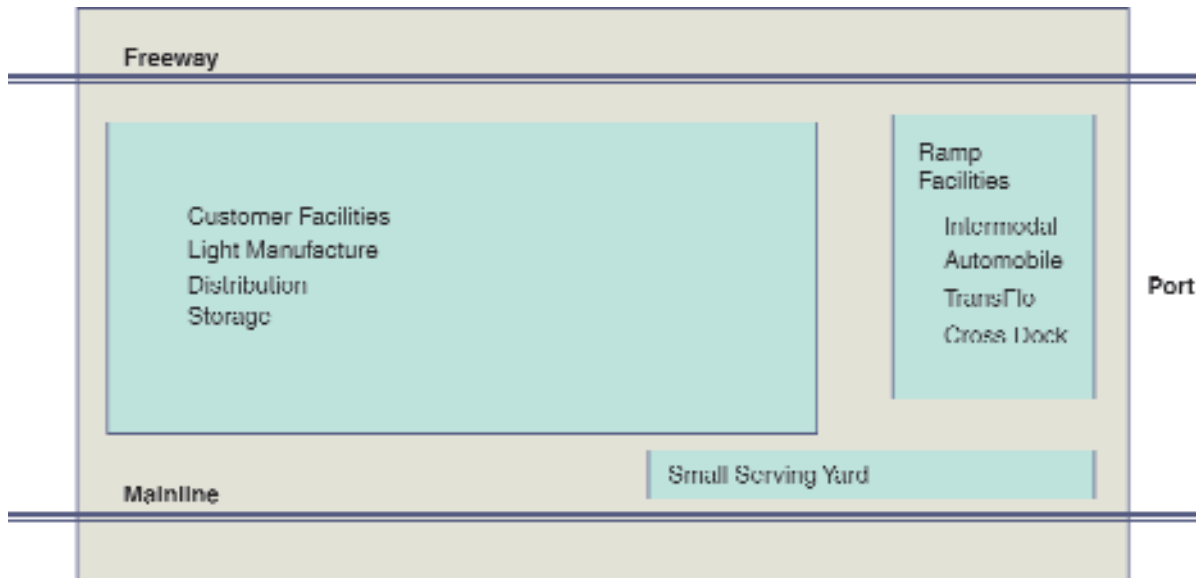 Freeway
Customer Facilities
Light Manufacture
Distribution
Storage
Ramp
Facilities
Intermodal
Automobile
TransFlo
Cross Dock
Port
Small Serving Yard
Mainline